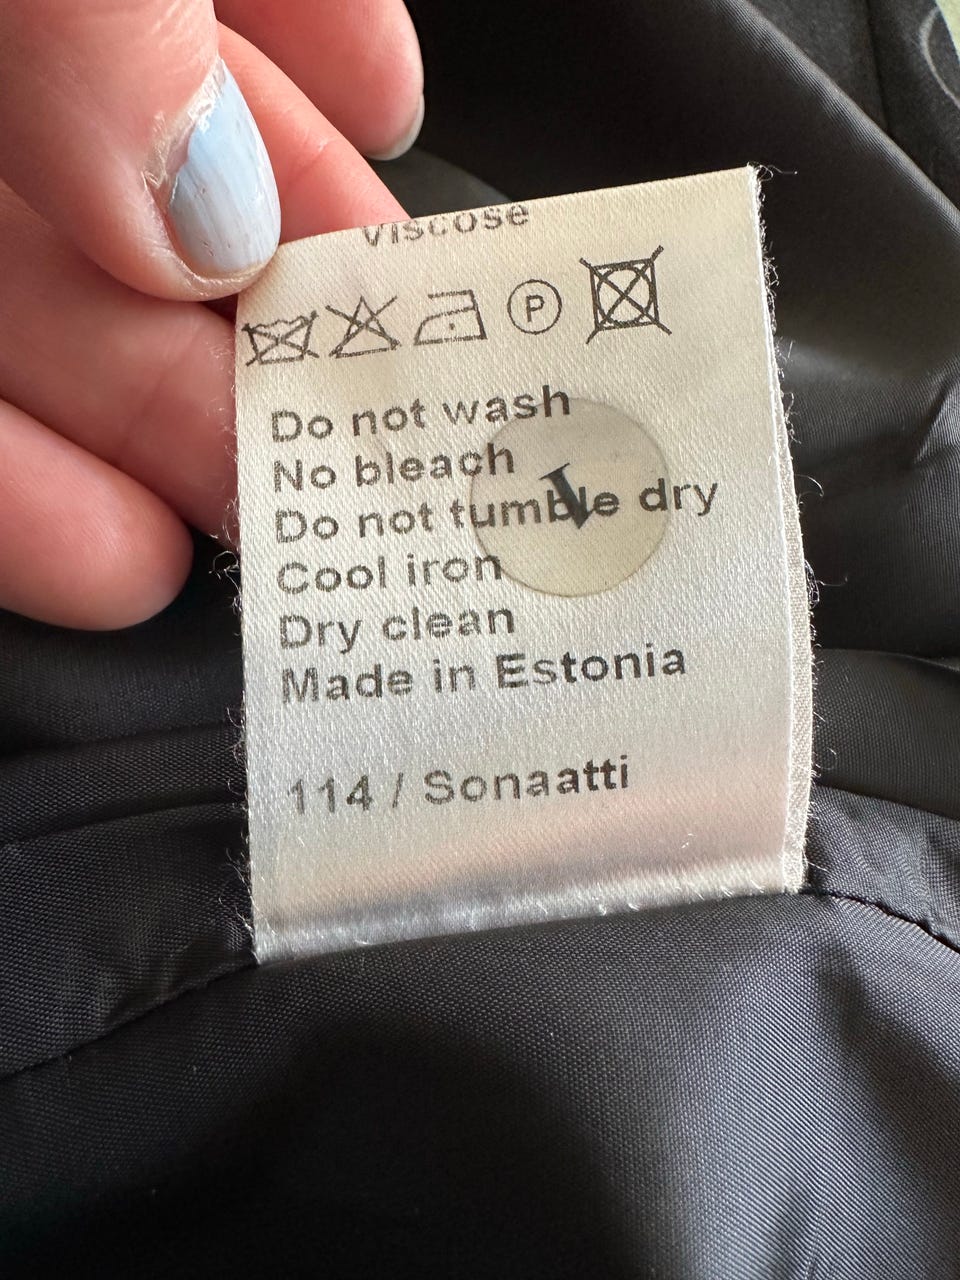 Viscose
P
Do not wash
No bleach
Do not tumble dry
Cool iron
Dry clean
Made in Estonia
114 / Sonaatti